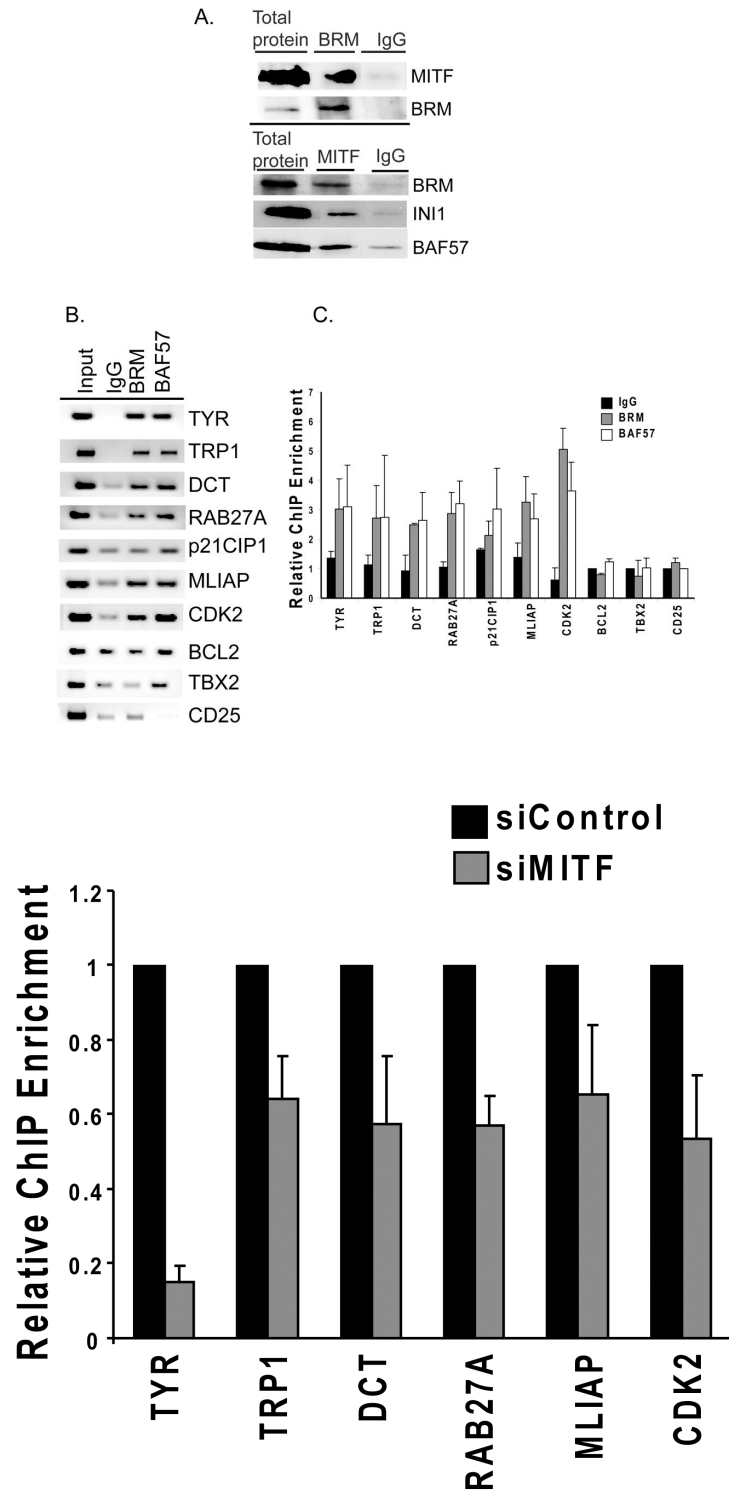 A.
Total
protein BRM IgG
MITF
BRM
Total
protein MITF IgG
BRM
INI1
BAF57
B.
Input IgG BRM BAF57
TYR
TRP1
DCT
RAB27A
p21CIP1
MLIAP
CDK2
BCL2
TBX2
CD25
C.
Relative ChIP Enrichment
7
6
5
4
3
2
1
0
IgG
BRM
BAF57
TYR TRP1 DCT RAB27A p21CIP1 MLIAP CDK2 BCL2 TBX2 CD25
siControl
siMITF
Relative ChIP Enrichment
1.2
1
0.8
0.6
0.4
0.2
0
TYR TRP1 DCT RAB27A MLIAP CDK2